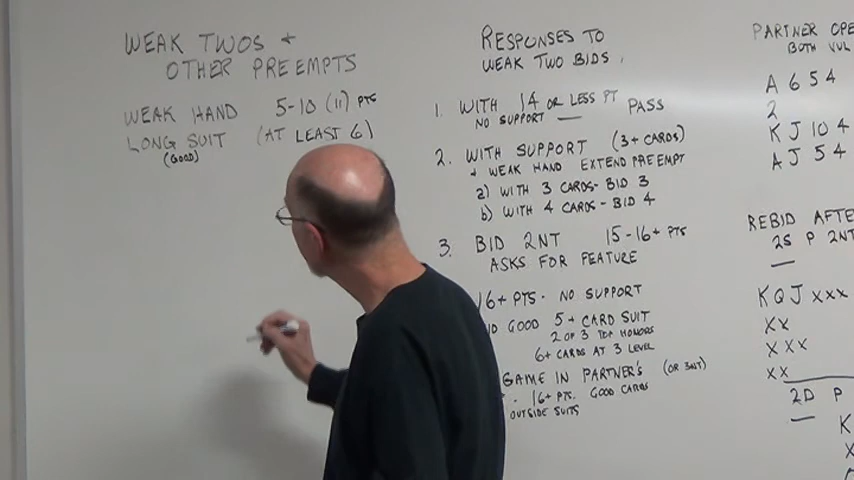 WEAK TWOS +
OTHER PREEMPTS
WEAK HAND 5-10 (11) PTS
LONG SUIT (AT LEAST 6)
(GOOD)
RESPONSES TO
WEAK TWO BIDS,
1. WITH 14 OR LESS PT PASS
NO SUPPORT
2. WITH SUPPORT (3+ CARDS)
+ WEAK HAND EXTEND PREEMPT
a) WITH 3 CARDS- BID 3
b) WITH 4 CARDS- BID 4
3. BID 2NT 15-16+ PTS
ASKS FOR FEATURE
16+ PTS. NO SUPPORT
GOOD 5+ CARD SUIT
2 OF 3 TOP HONORS
6+ CARDS AT 3 LEVEL
GAME IN PARTNER'S (OR 3NT)
16+ PTS. GOOD CARDS
OUTSIDE SUITS
PARTNER OPE
BOTH VUL
A 6 5 4
2
K J 10 4
A J 5 4
REBID AFTE
2S P 2NT
K Q J X X X
X X
X X X
X X
2D P
K
X